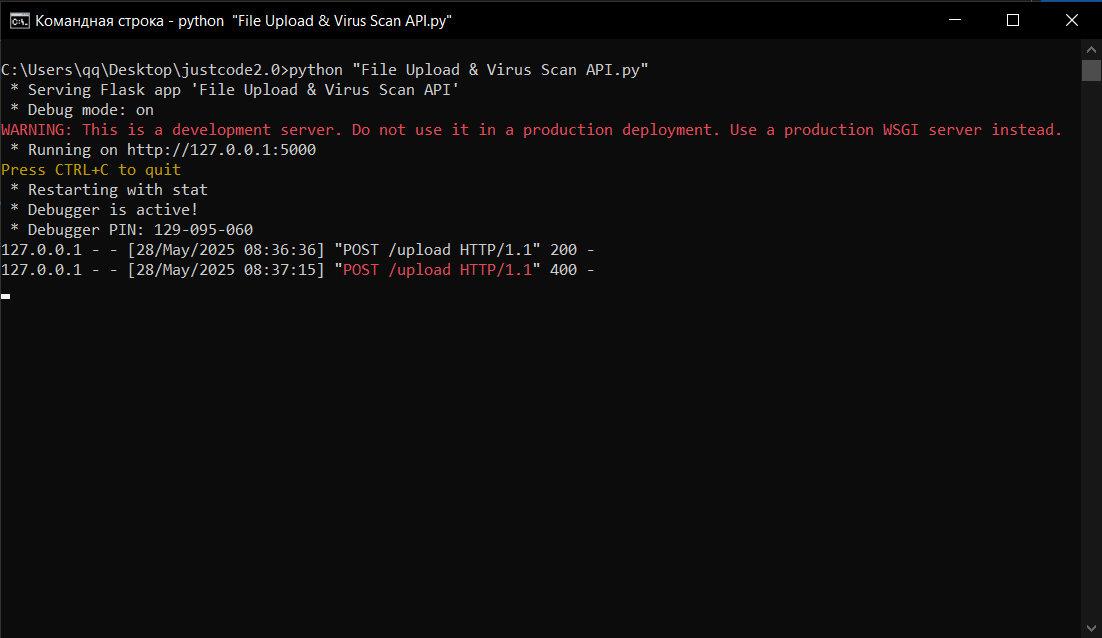 Командная строка - python  "File Upload & Virus Scan API.py"
C:\Users\qq\Desktop\justcode2.0>python "File Upload & Virus Scan API.py"
 * Serving Flask app 'File Upload & Virus Scan API'
 * Debug mode: on
WARNING: This is a development server. Do not use it in a production deployment. Use a production WSGI server instead.
 * Running on http://127.0.0.1:5000
Press CTRL+C to quit
 * Restarting with stat
 * Debugger is active!
 * Debugger PIN: 129-095-060
127.0.0.1 - - [28/May/2025 08:36:36] "POST /upload HTTP/1.1" 200 -
127.0.0.1 - - [28/May/2025 08:37:15] "POST /upload HTTP/1.1" 400 -